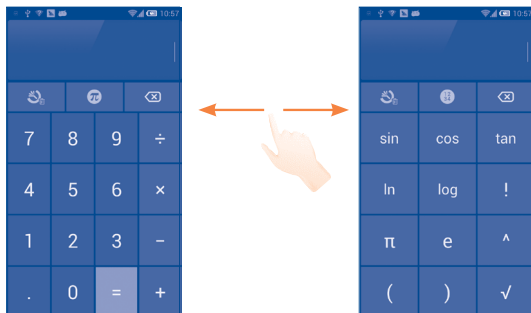 10:57
π
7 8 9 ÷
4 5 6 ×
1 2 3 −
. 0 = +
10:57
sin cos tan
ln log !
π e ^
( ) √